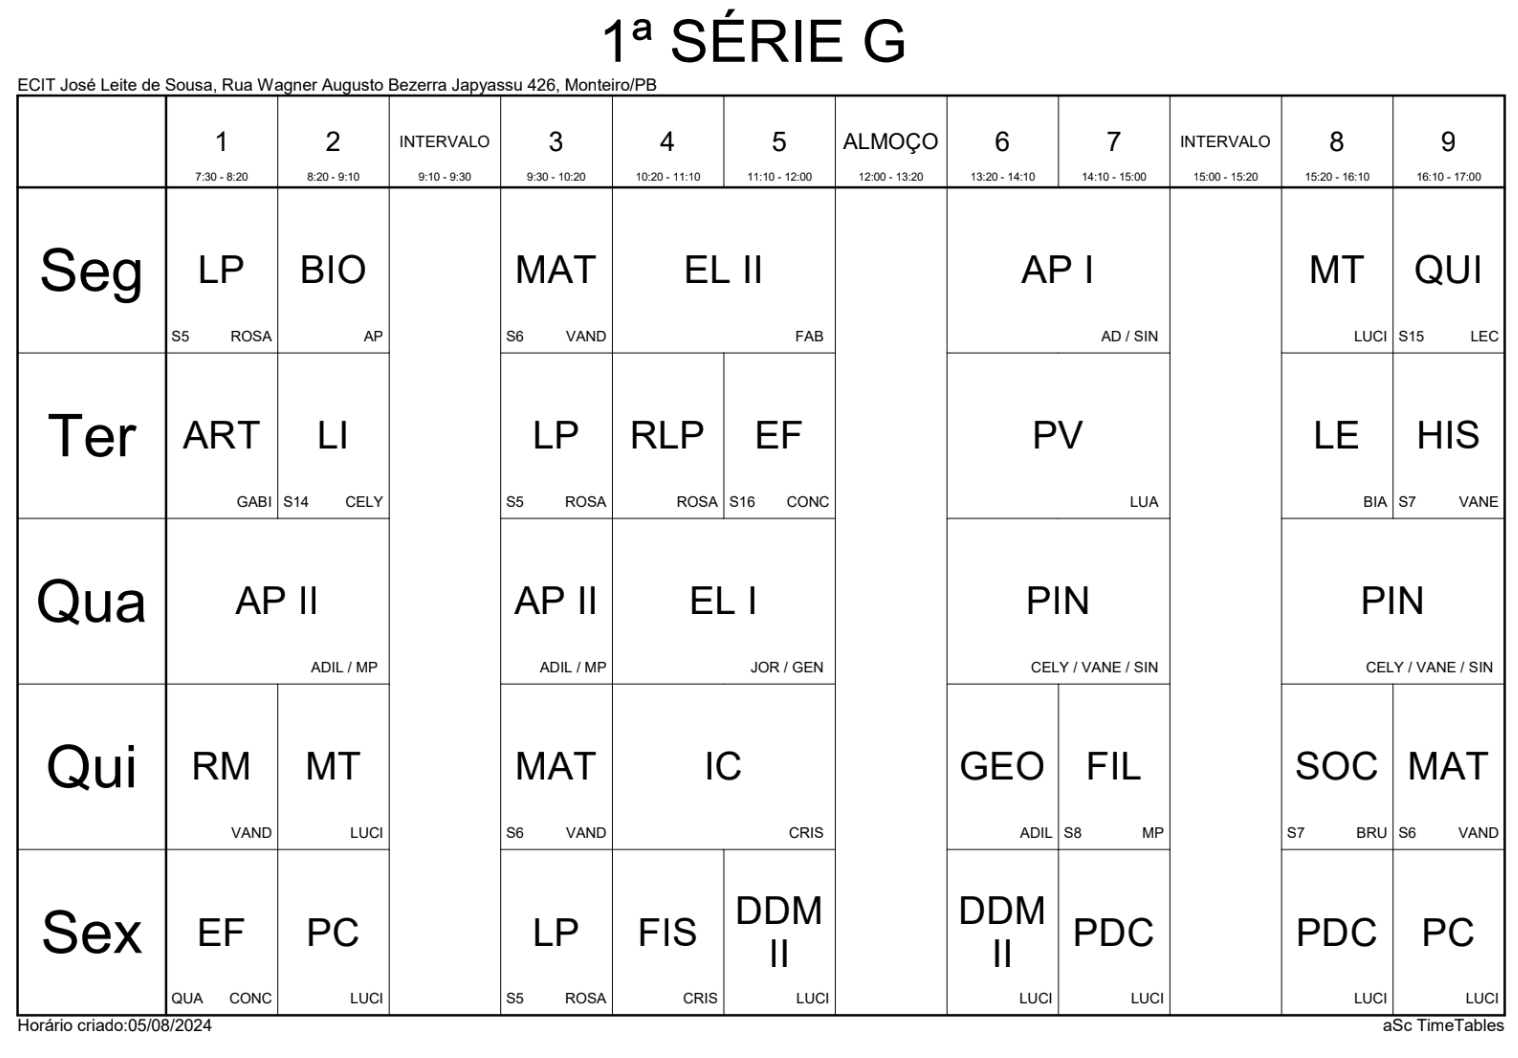 1ª SÉRIE G
ECIT José Leite de Sousa, Rua Wagner Augusto Bezerra Japyassu 426, Monteiro/PB
1 2 INTERVALO 3 4 5 ALMOÇO 6 7 INTERVALO 8 9
7:30 - 8:20 8:20 - 9:10 9:10 - 9:30 9:30 - 10:20 10:20 - 11:10 11:10 - 12:00 12:00 - 13:20 13:20 - 14:10 14:10 - 15:00 15:00 - 15:20 15:20 - 16:10 16:10 - 17:00
Seg LP BIO MAT EL II AP I MT QUI
S5 ROSA AP S6 VAND FAB AD / SIN LUCI S15 LEC
Ter ART LI LP RLP EF PV LE HIS
GABI S14 CELY S5 ROSA ROSA S16 CONC LUA BIA S7 VANE
Qua AP II AP II EL I PIN PIN
ADIL / MP ADIL / MP JOR / GEN CELY / VANE / SIN CELY / VANE / SIN
Qui RM MT MAT IC GEO FIL SOC MAT
VAND LUCI S6 VAND CRIS ADIL S8 MP S7 BRU S6 VAND
Sex EF PC LP FIS DDM II DDM II PDC PDC PC
QUA CONC LUCI S5 ROSA CRIS LUCI LUCI LUCI LUCI LUCI
Horário criado:05/08/2024 aSc TimeTables